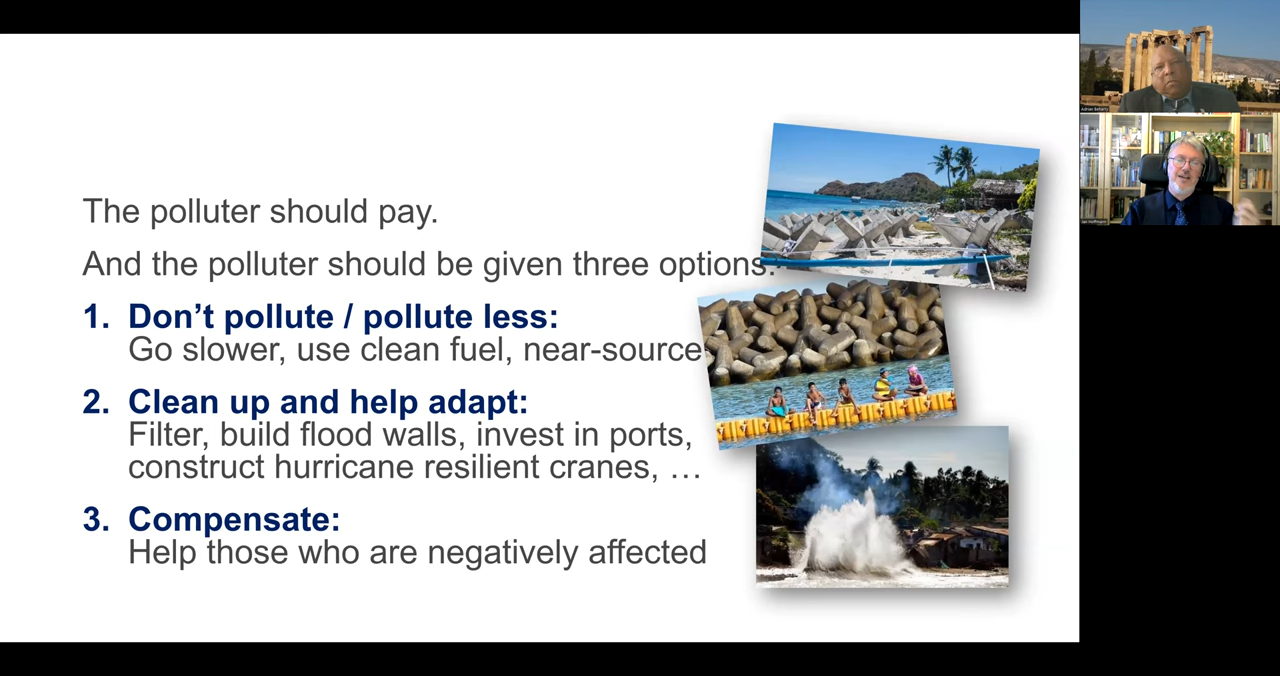 The polluter should pay.
And the polluter should be given three options:
1. Don’t pollute / pollute less:
Go slower, use clean fuel, near-source
2. Clean up and help adapt:
Filter, build flood walls, invest in ports,
construct hurricane resilient cranes, …
3. Compensate:
Help those who are negatively affected